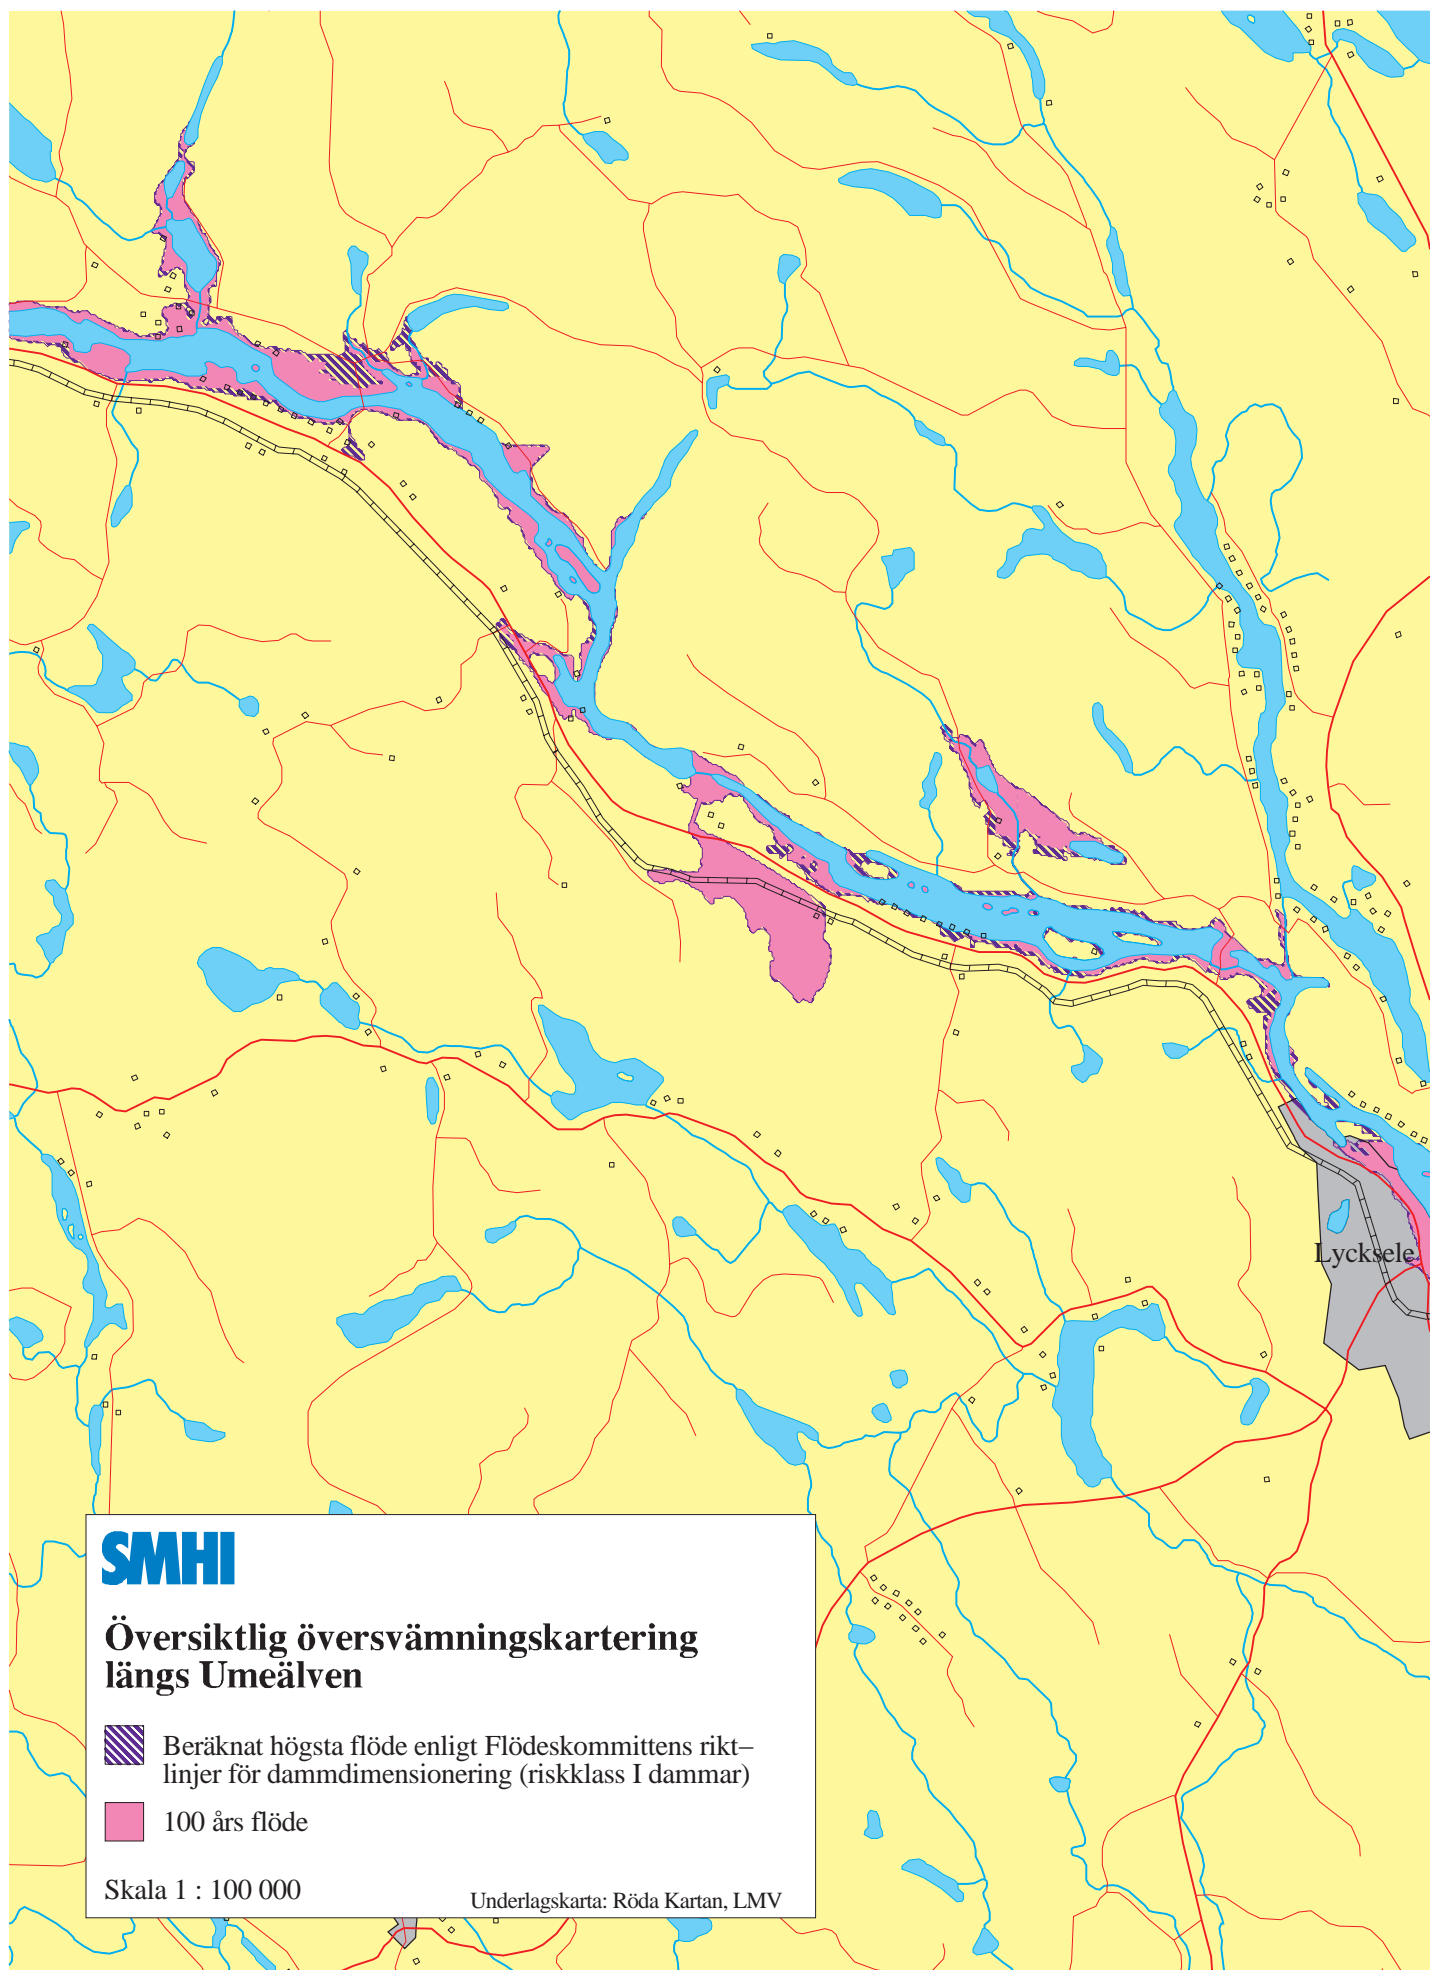 Lycksele
SMHI
Översiktlig översvämningskartering
längs Umeälven
Beräknat högsta flöde enligt Flödeskommittens rikt–
linjer för dammdimensionering (riskklass I dammar)
100 års flöde
Skala 1 : 100 000
Underlagskarta: Röda Kartan, LMV